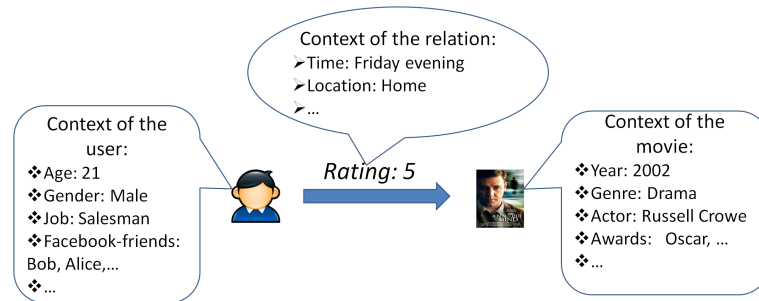 Context of the relation:
➢Time: Friday evening
➢Location: Home
➢...
Context of the
user:
❖Age: 21
❖Gender: Male
❖Job: Salesman
❖Facebook-friends:
Bob, Alice,...
❖...
Rating: 5
Context of the
movie:
❖Year: 2002
❖Genre: Drama
❖Actor: Russell Crowe
❖Awards: Oscar, ...
❖...
MIND